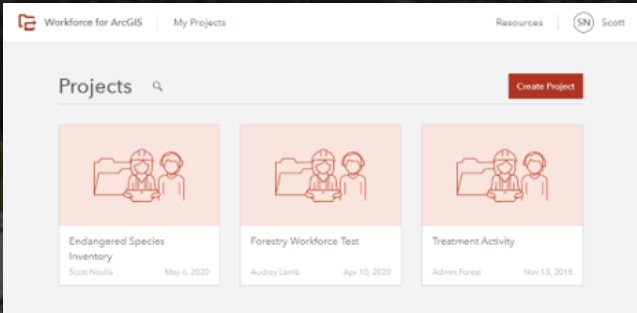 Workforce for ArcGIS My Projects Resources SN Scott
Projects Create Project
Endangered Species
Inventory
Scott Noulis May 6, 2020
Forestry Workforce Test
Audrey Lamb Apr 10, 2020
Treatment Activity
Admin Forest Nov 13, 2018